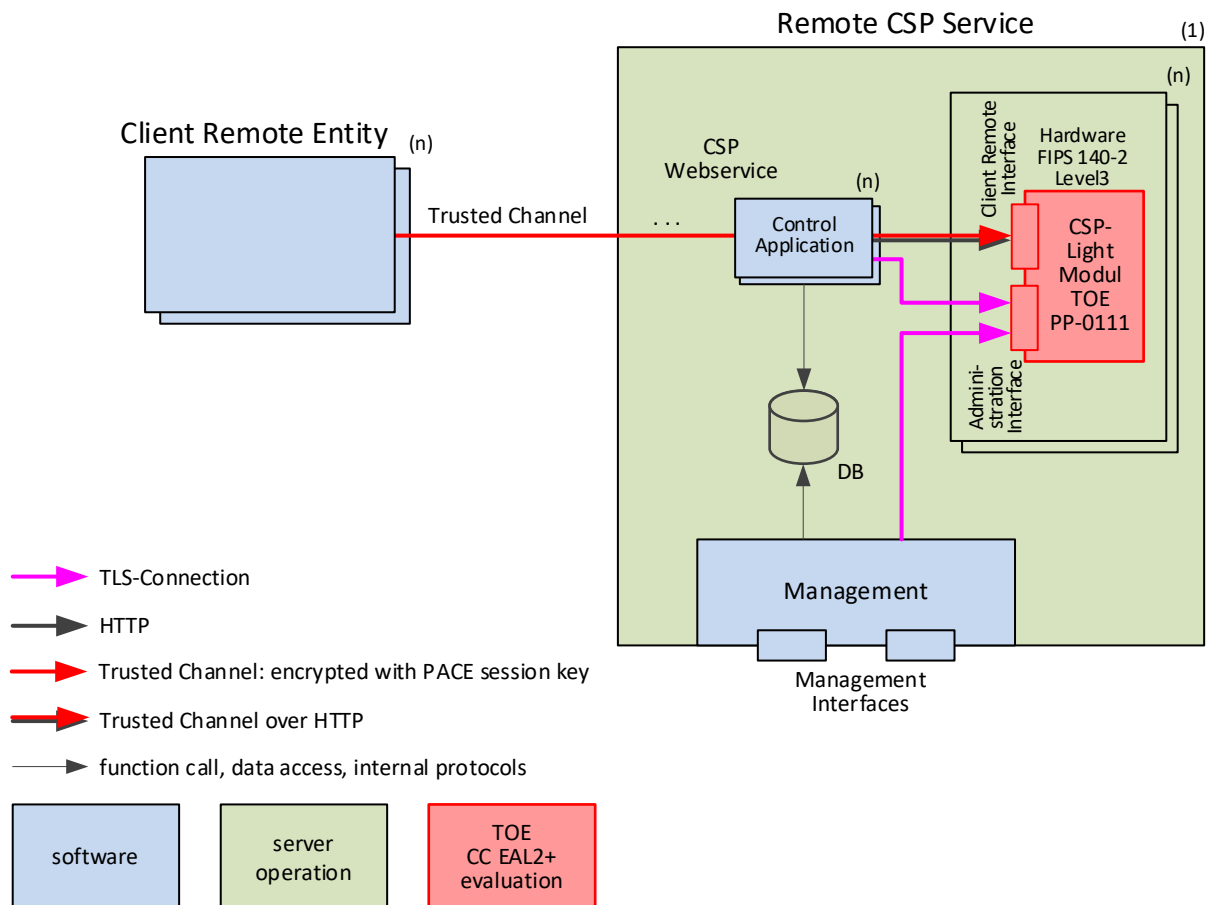 Remote CSP Service
(1)
(n)
Client Remote Entity
(n)
CSP
Webservice
(n)
Trusted Channel
. . .
Control
Application
Client Remote
Interface
Hardware
FIPS 140-2
Level3
CSP-
Light
Modul
TOE
PP-0111
Admini-
stration
Interface
DB
Management
Management
Interfaces
TLS-Connection
HTTP
Trusted Channel: encrypted with PACE session key
Trusted Channel over HTTP
function call, data access, internal protocols
software
server
operation
TOE
CC EAL2+
evaluation